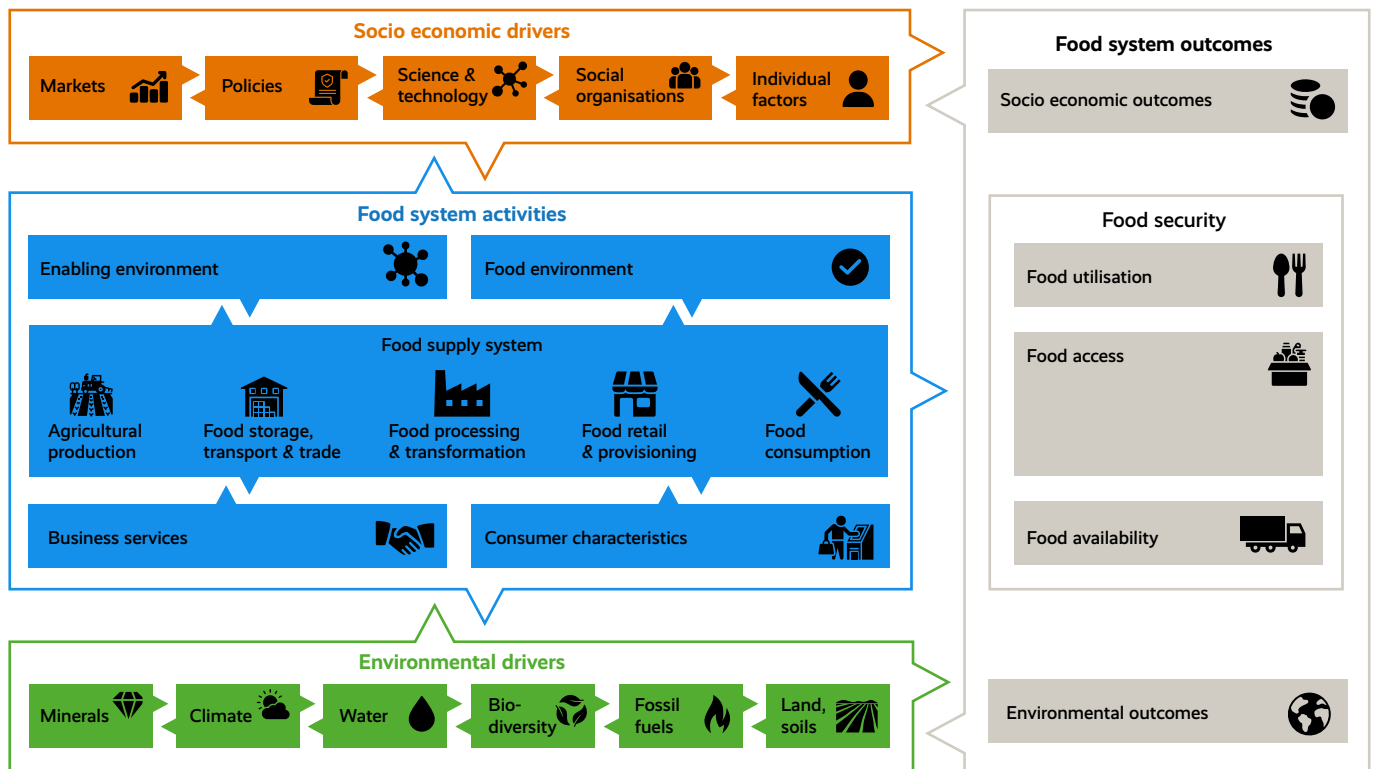 Socio economic drivers
Markets
Policies
Science &
technology
Social
organisations
Individual
factors
Food system activities
Enabling environment
Food environment
Food supply system
Agricultural
production
Food storage,
transport & trade
Food processing
& transformation
Food retail
& provisioning
Food
consumption
Business services
Consumer characteristics
Environmental drivers
Minerals
Climate
Water
Bio-
diversity
Fossil
fuels
Land,
soils
Food system outcomes
Socio economic outcomes
Food security
Food utilisation
Food access
Food availability
Environmental outcomes